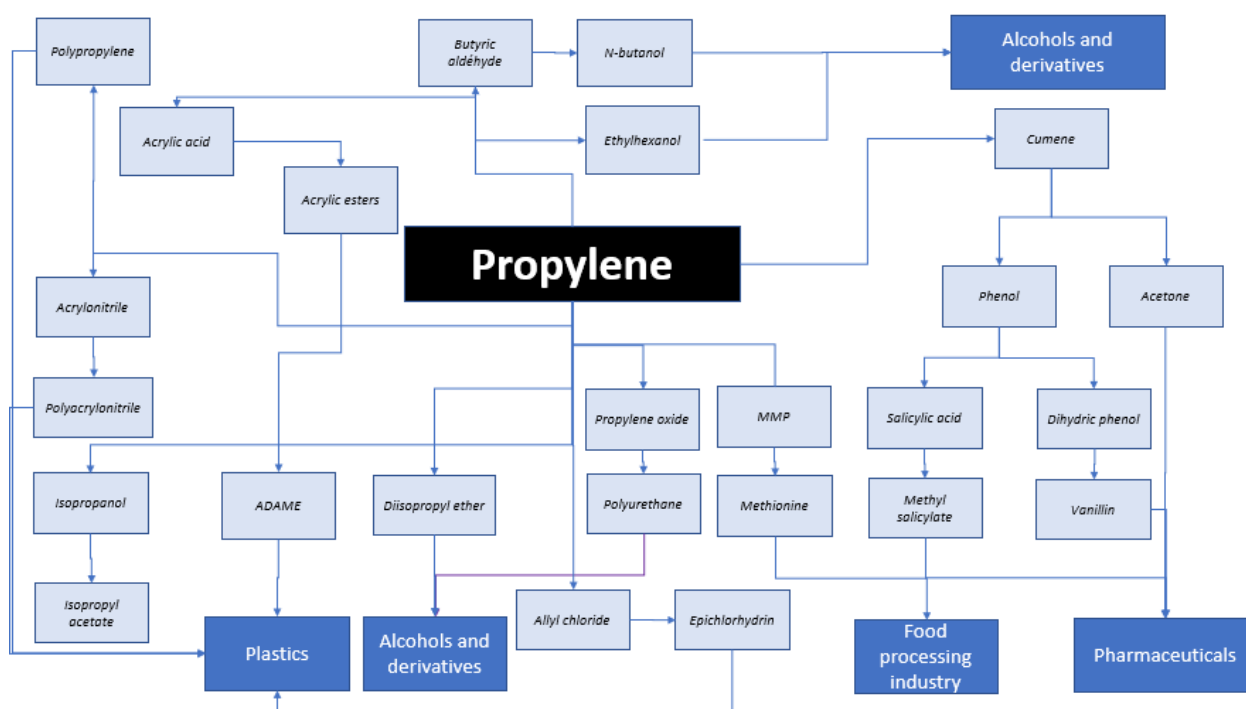 Polypropylene
Butyric
aldéhyde
N-butanol
Alcohols and
derivatives
Acrylic acid
Ethylhexanol
Cumene
Acrylic esters
Propylene
Acrylonitrile
Phenol
Acetone
Polyacrylonitrile
Propylene oxide
MMP
Salicylic acid
Dihydric phenol
Isopropanol
ADAME
Diisopropyl ether
Polyurethane
Methionine
Methyl
salicylate
Vanillin
Isopropyl
acetate
Plastics
Alcohols and
derivatives
Allyl chloride
Epichlorhydrin
Food
processing
industry
Pharmaceuticals